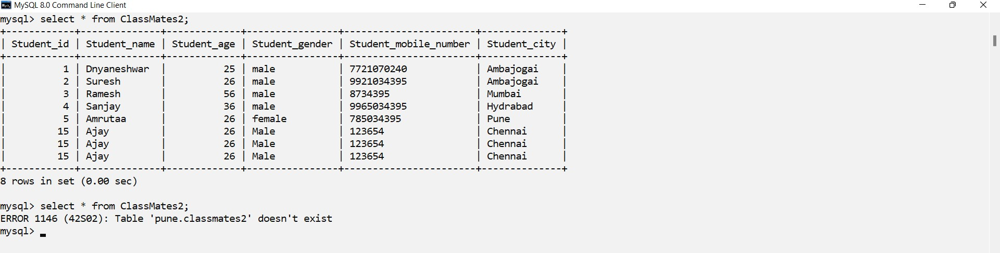 MySQL 8.0 Command Line Client
mysql> select * from ClassMates2;
+------------+--------------+-------------+----------------+-----------------------+--------------+
| Student_id | Student_name | Student_age | Student_gender | Student_mobile_number | Student_city |
+------------+--------------+-------------+----------------+-----------------------+--------------+
|          1 | Dnyaneshwar  |          25 | male           | 7721070240            | Ambajogai    |
|          2 | Suresh       |          26 | male           | 9921034395            | Ambajogai    |
|          3 | Ramesh       |          56 | male           | 8734395               | Mumbai       |
|          4 | Sanjay       |          36 | male           | 9965034395            | Hydrabad     |
|          5 | Amrutaa      |          26 | female         | 785034395             | Pune         |
|         15 | Ajay         |          26 | Male           | 123654                | Chennai      |
|         15 | Ajay         |          26 | Male           | 123654                | Chennai      |
|         15 | Ajay         |          26 | Male           | 123654                | Chennai      |
+------------+--------------+-------------+----------------+-----------------------+--------------+
8 rows in set (0.00 sec)
mysql> select * from ClassMates2;
ERROR 1146 (42S02): Table 'pune.classmates2' doesn't exist
mysql>